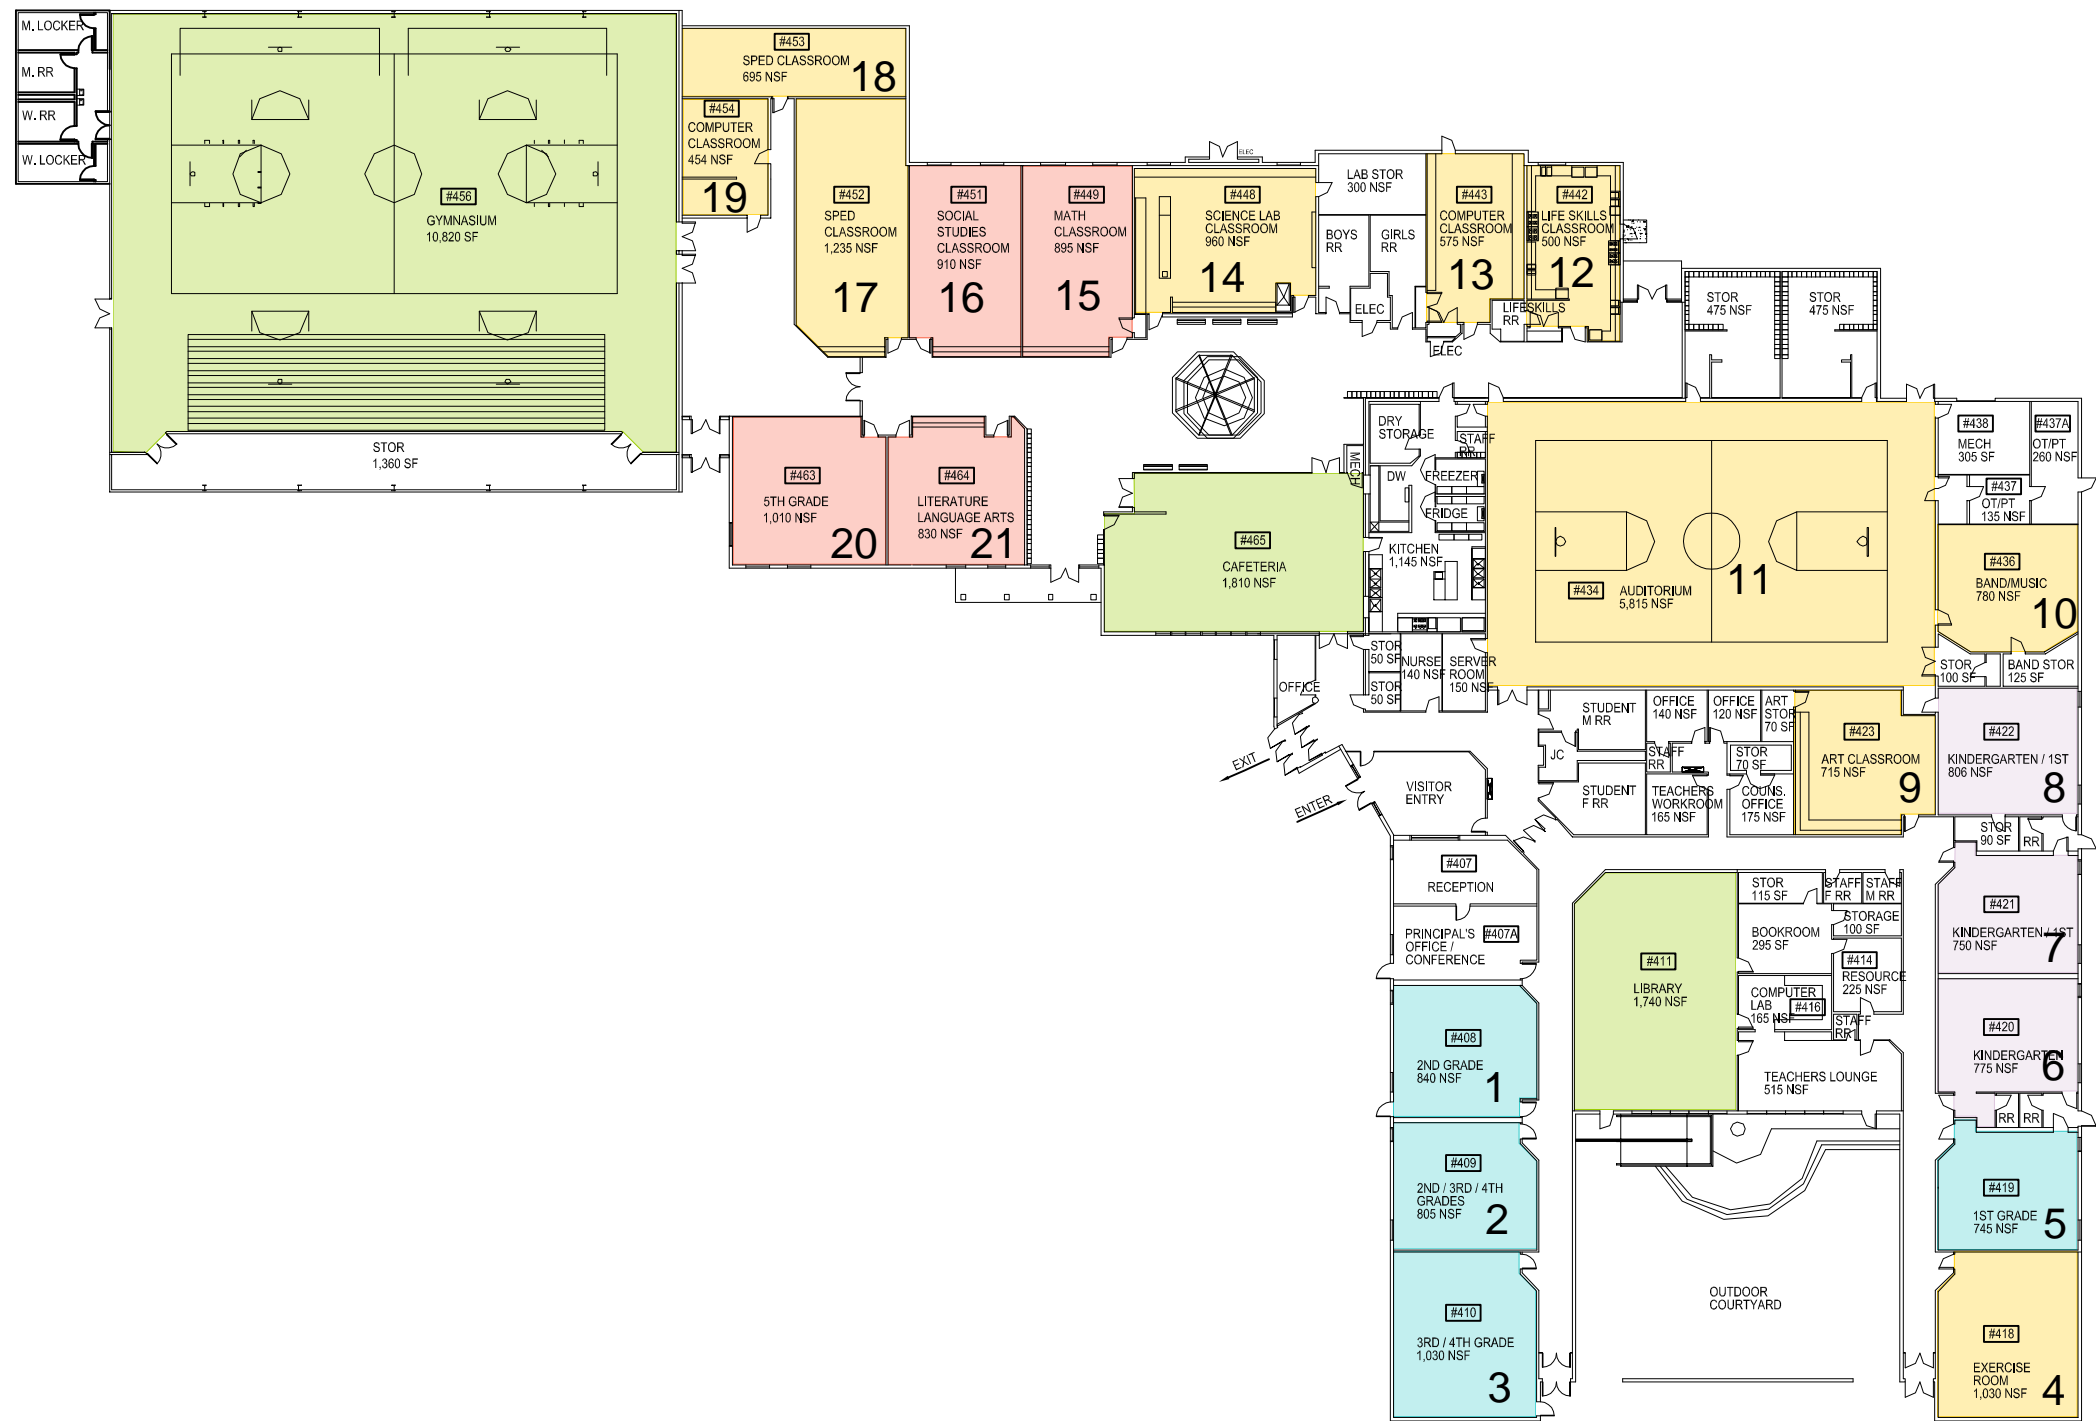 M. LOCKER
M. RR
W. RR
W. LOCKER
#456
GYMNASIUM
10,820 SF
STOR
1,360 SF
#453
SPED CLASSROOM
695 NSF
18
#454
COMPUTER
CLASSROOM
454 NSF
19
#452
SPED
CLASSROOM
1,235 NSF
17
#451
SOCIAL
STUDIES
CLASSROOM
910 NSF
16
#449
MATH
CLASSROOM
895 NSF
15
ELEC
#448
SCIENCE LAB
CLASSROOM
960 NSF
14
LAB STOR
300 NSF
BOYS
RR
GIRLS
RR
ELEC
#443
COMPUTER
CLASSROOM
575 NSF
13
#442
LIFE SKILLS
CLASSROOM
500 NSF
12
LIFESKILLS
RR
ELEC
STOR
475 NSF
STOR
475 NSF
#463
5TH GRADE
1,010 NSF
20
#464
LITERATURE
LANGUAGE ARTS
830 NSF
21
#465
CAFETERIA
1,810 NSF
MECH
DRY
STORAGE
STAFF
RR
DW
FREEZER
FRIDGE
KITCHEN
1,145 NSF
#434
AUDITORIUM
5,815 NSF
11
#438
MECH
305 SF
#437A
OT/PT
260 NSF
#437
OT/PT
135 NSF
#436
BAND/MUSIC
780 NSF
10
STOR
100 SF
BAND STOR
125 SF
OFFICE
STOR
50 SF
STOR
50 SF
NURSE
140 NSF
SERVER
ROOM
150 NSF
EXIT
ENTER
VISITOR
ENTRY
STUDENT
M RR
JC
STUDENT
F RR
OFFICE
140 NSF
OFFICE
120 NSF
ART
STOR
70 SF
STAFF
RR
STOR
70 SF
TEACHERS
WORKROOM
165 NSF
COUNS.
OFFICE
175 NSF
#423
ART CLASSROOM
715 NSF
9
#422
KINDERGARTEN / 1ST
806 NSF
8
STOR
90 SF
RR
#407
RECEPTION
PRINCIPAL'S
OFFICE /
CONFERENCE
#407A
#411
LIBRARY
1,740 NSF
STOR
115 SF
STAFF
F RR
STAFF
M RR
STORAGE
100 SF
BOOKROOM
295 SF
#414
RESOURCE
225 NSF
COMPUTER
LAB
165 NSF
#416
STAFF
RR
TEACHERS LOUNGE
515 NSF
#421
KINDERGARTEN / 1ST
750 NSF
7
#420
KINDERGARTEN
775 NSF
6
RR
RR
#408
2ND GRADE
840 NSF
1
#409
2ND / 3RD / 4TH
GRADES
805 NSF
2
#410
3RD / 4TH GRADE
1,030 NSF
3
OUTDOOR
COURTYARD
#419
1ST GRADE
745 NSF
5
#418
EXERCISE
ROOM
1,030 NSF
4